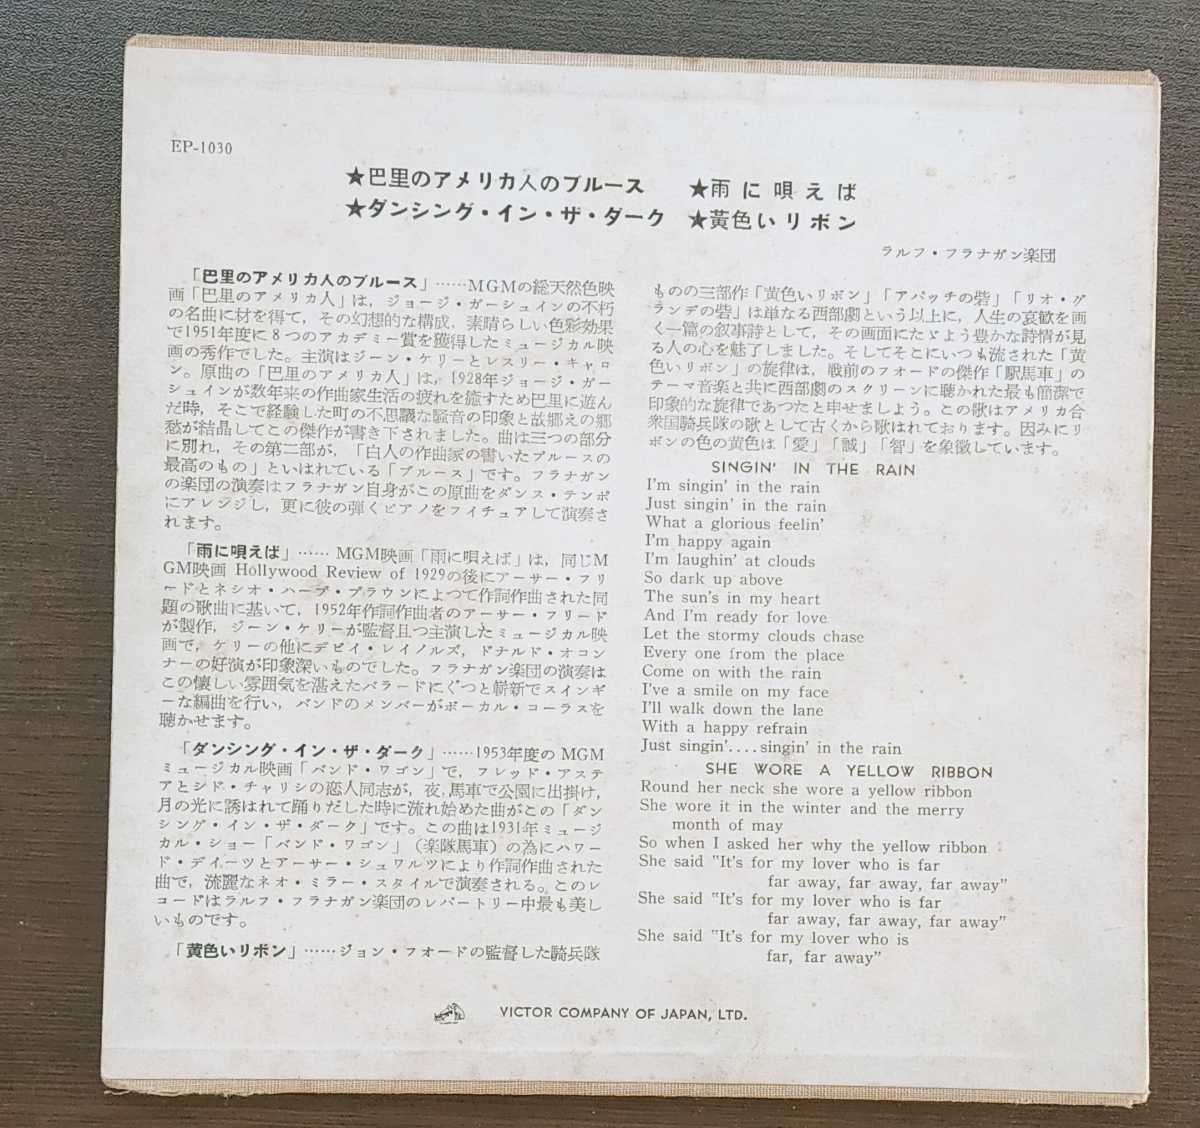 EP-1030
★巴里のアメリカ人のブルース ★雨に唄えば
★ダンシング・イン・ザ・ダーク ★黄色いリボン
ラルフ・フラナガン楽団
「巴里のアメリカ人のブルース」……MGMの総天然色映
画「巴里のアメリカ人」は，ジョージ・ガーシュインの不朽
の名曲に材を得て，その幻想的な構成，素晴らしい色彩効果
で1951年度に８つのアカデミー賞を獲得したミュージカル映
画の秀作でした。主演はジーン・ケリーとレスリー・キャロ
ン。原曲の「巴里のアメリカ人」は，1928年ジョージ・ガー
シュインが数年来の作曲家生活の疲れを癒すため巴里に遊ん
だ時，そこで経験した町の不思議な騒音の印象と故郷えの郷
愁が結晶してこの傑作が書き下されました。曲は三つの部分
に別れ，その第二部が，「白人の作曲家の書いたブルースの
最高のもの」といはれている「ブルース」です。フラナガン
の楽団の演奏はフラナガン自身がこの原曲をダンス・テンポ
にアレンジし，更に彼の弾くピアノをフイチュアして演奏さ
れます。
「雨に唄えば」…… MGM映画「雨に唄えば」は，同じM
GM映画 Hollywood Review of 1929の後にアーサー・フリ
ードとネシオ・ハーブ・ブラウンによつて作詞作曲された同
題の歌曲に基いて，1952年作詞作曲者のアーサー・フリード
が製作，ジーン・ケリーが監督且つ主演したミュージカル映
画で，ケリーの他にデビイ・レイノルズ，ドナルド・オコン
ナーの好演が印象深いものでした。フラナガン楽団の演奏は
この懐しい雰囲気を湛えたバラードにぐつと斬新でスインギ
ーな編曲を行い，バンドのメンバーがボーカル・コーラスを
聴かせます。
「ダンシング・イン・ザ・ダーク」……1953年度の MGM
ミュージカル映画「バンド・ワゴン」で，フレッド・アステ
アとシド・チャリシの恋人同志が，夜，馬車で公園に出掛け，
月の光に誘はれて踊りだした時に流れ始めた曲がこの「ダン
シング・イン・ザ・ダーク」です。この曲は1931年ミュージ
カル・ショー「バンド・ワゴン」（楽隊馬車）の為にハワー
ド・デイーツとアーサー・シュワルツにより作詞作曲された
曲で，流麗なネオ・ミラー・スタイルで演奏される。このレ
コードはラルフ・フラナガン楽団のレパートリー中最も美し
いものです。
「黄色いリボン」……ジョン・フオードの監督した騎兵隊
ものの三部作「黄色いリボン」「アパッチの砦」「リオ・グ
ランデの砦」は単なる西部劇という以上に，人生の哀歓を画
く一篇の叙事詩として，その画面にたゞよう豊かな詩情が見
る人の心を魅了しました。そしてそこにいつも流された「黄
色いリボン」の旋律は，戦前のフォードの傑作「駅馬車」の
テーマ音楽と共に西部劇のスクリーンに聴かれた最も簡潔で
印象的な旋律であつたと申せましよう。この歌はアメリカ合
衆国騎兵隊の歌として古くから歌はれております。因みにリ
ボンの色の黄色は「愛」「誠」「智」を象徴しています。
SINGIN' IN THE RAIN
I'm singin' in the rain
Just singin' in the rain
What a glorious feelin'
I'm happy again
I'm laughin' at clouds
So dark up above
The sun's in my heart
And I'm ready for love
Let the stormy clouds chase
Every one from the place
Come on with the rain
I've a smile on my face
I'll walk down the lane
With a happy refrain
Just singin'....singin' in the rain
SHE WORE A YELLOW RIBBON
Round her neck she wore a yellow ribbon
She wore it in the winter and the merry
month of may
So when I asked her why the yellow ribbon
She said "It's for my lover who is far
far away, far away, far away"
She said "It's for my lover who is far
far away, far away, far away"
She said "It's for my lover who is
far, far away"
VICTOR COMPANY OF JAPAN, LTD.